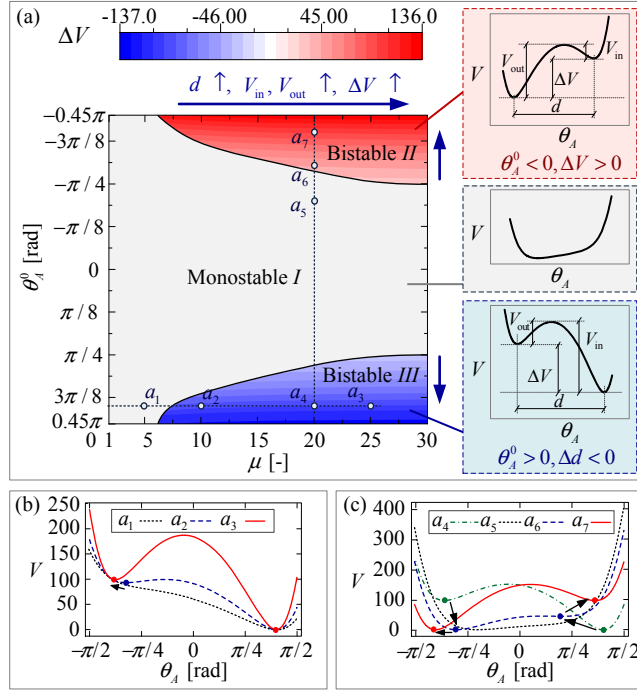 (a)
ΔV
-137.0 -46.00 45.00 136.0
d ↑, V_in, V_out ↑, ΔV ↑
θ_A^0 [rad]
-0.45π
-3π / 8
-π / 4
-π / 8
0
π / 8
π / 4
3π / 8
0.45π
a_7
Bistable II
a_6
a_5
Monostable I
Bistable III
a_1 a_2 a_4 a_3
0 1 5 10 15 20 25 30
μ [-]
V
V_out V_in
ΔV
d
θ_A
θ_A^0 < 0, ΔV > 0
V
θ_A
V
V_out V_in
ΔV
d
θ_A
θ_A^0 > 0, Δd < 0
(b)
a_1 a_2 a_3
V
250
200
150
100
50
0
-π/2 -π/4 0 π/4 π/2
θ_A [rad]
(c)
a_4 a_5 a_6 a_7
V
400
300
200
100
0
-π/2 -π/4 0 π/4 π/2
θ_A [rad]